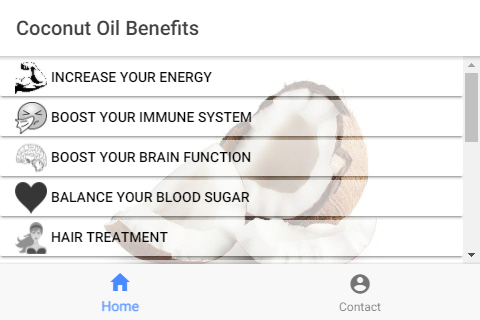 Coconut Oil Benefits
INCREASE YOUR ENERGY
BOOST YOUR IMMUNE SYSTEM
BOOST YOUR BRAIN FUNCTION
BALANCE YOUR BLOOD SUGAR
HAIR TREATMENT
Home
Contact